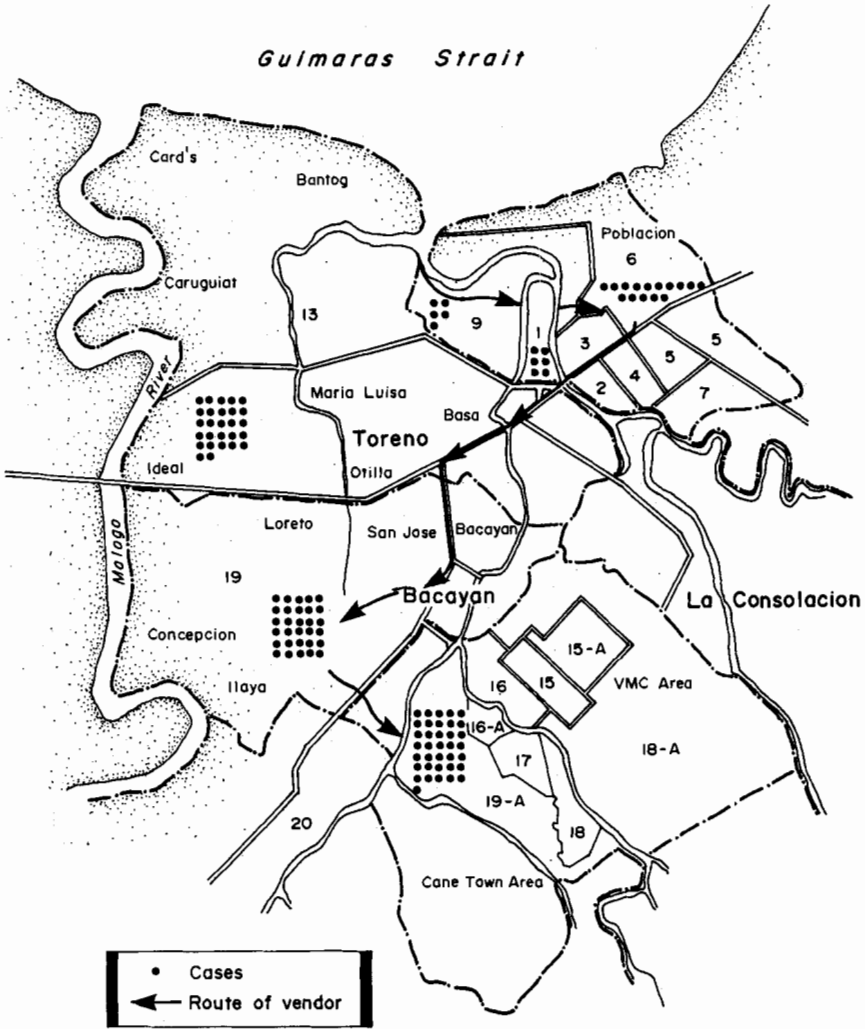 Guimaras Strait
Card's
Bantog
Poblacion
6
Caruguiat
13
9
1
3
5
5
4
2
7
River
Maria Luisa
Basa
Toreno
Ideal
Otilla
Loreto
San Jose
Bacayan
Malago
19
Bacayan
La Consolacion
Concepcion
15-A
Ilaya
16
15
VMC Area
16-A
17
18-A
19-A
20
18
Cane Town Area
Cases
Route of vendor